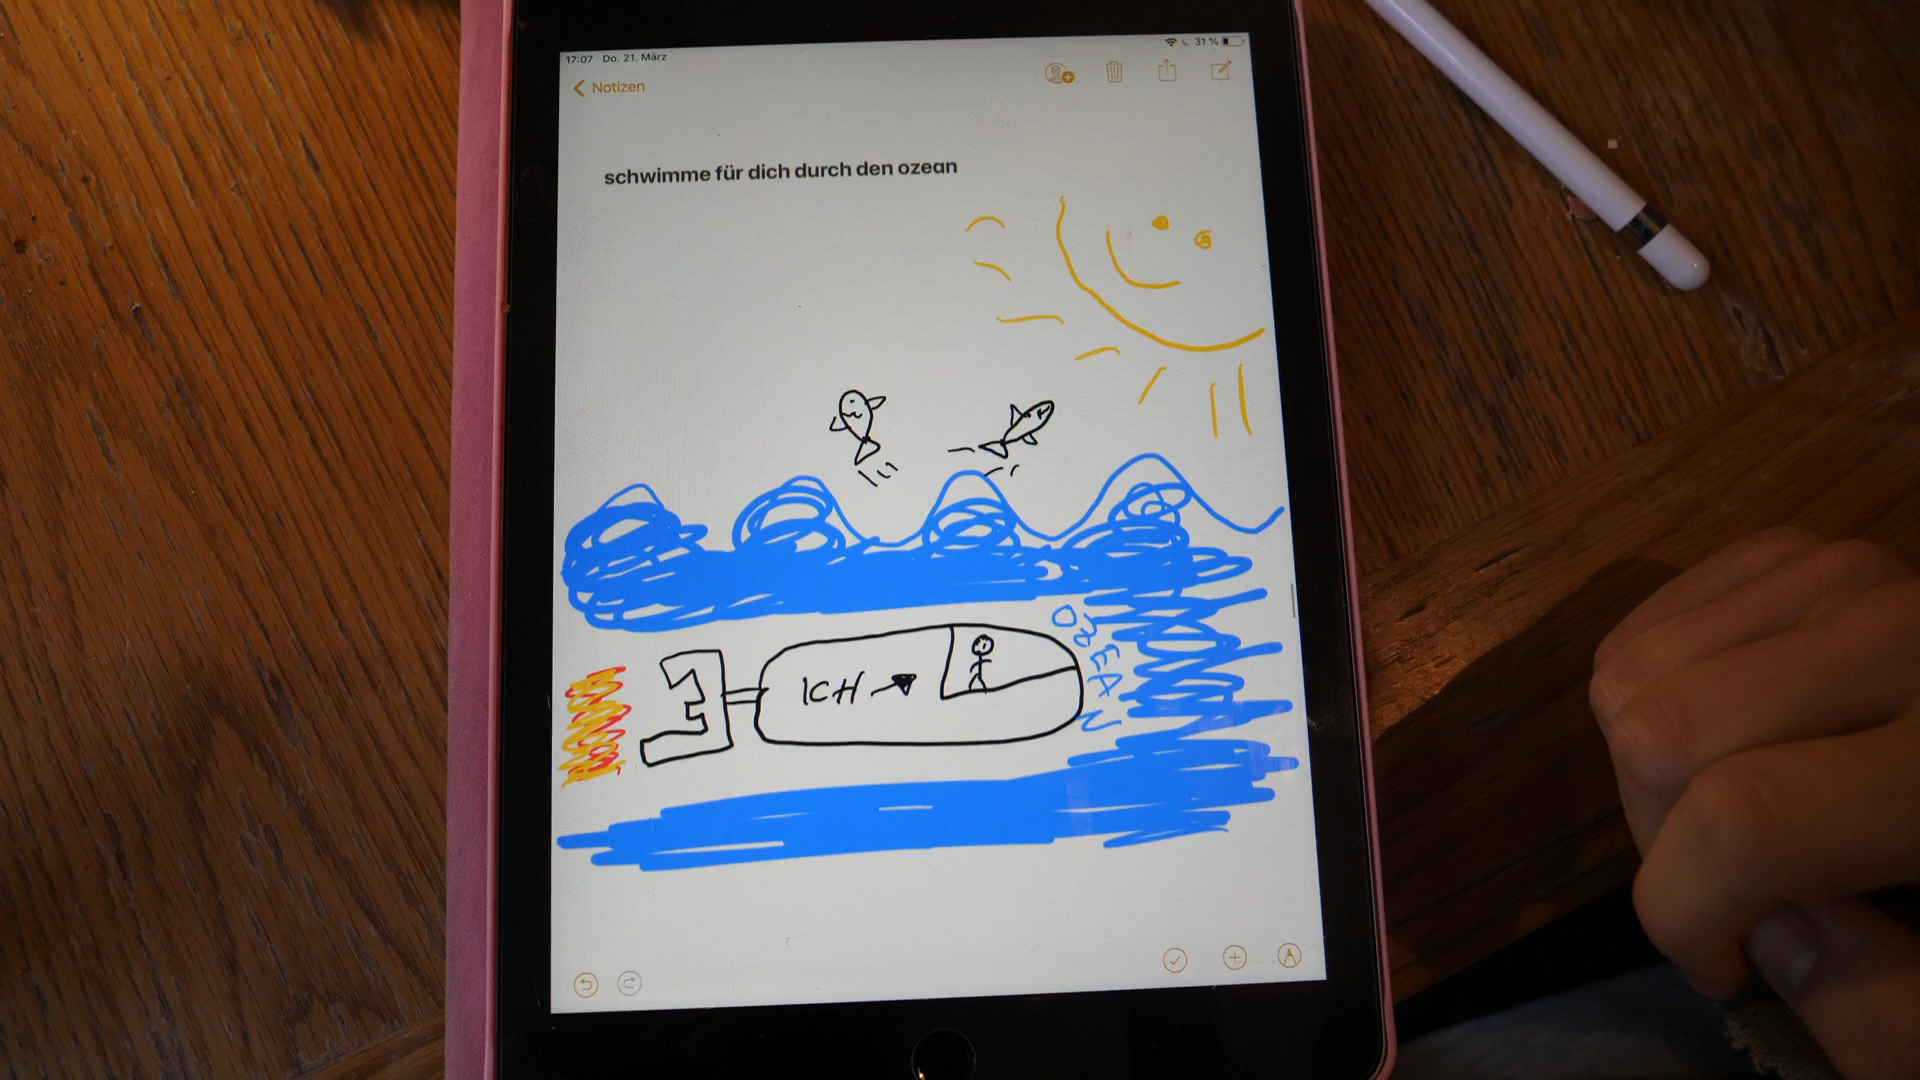 17:07 Do. 21. März
31 %
Notizen
schwimme für dich durch den ozean
OZEAN
ICH